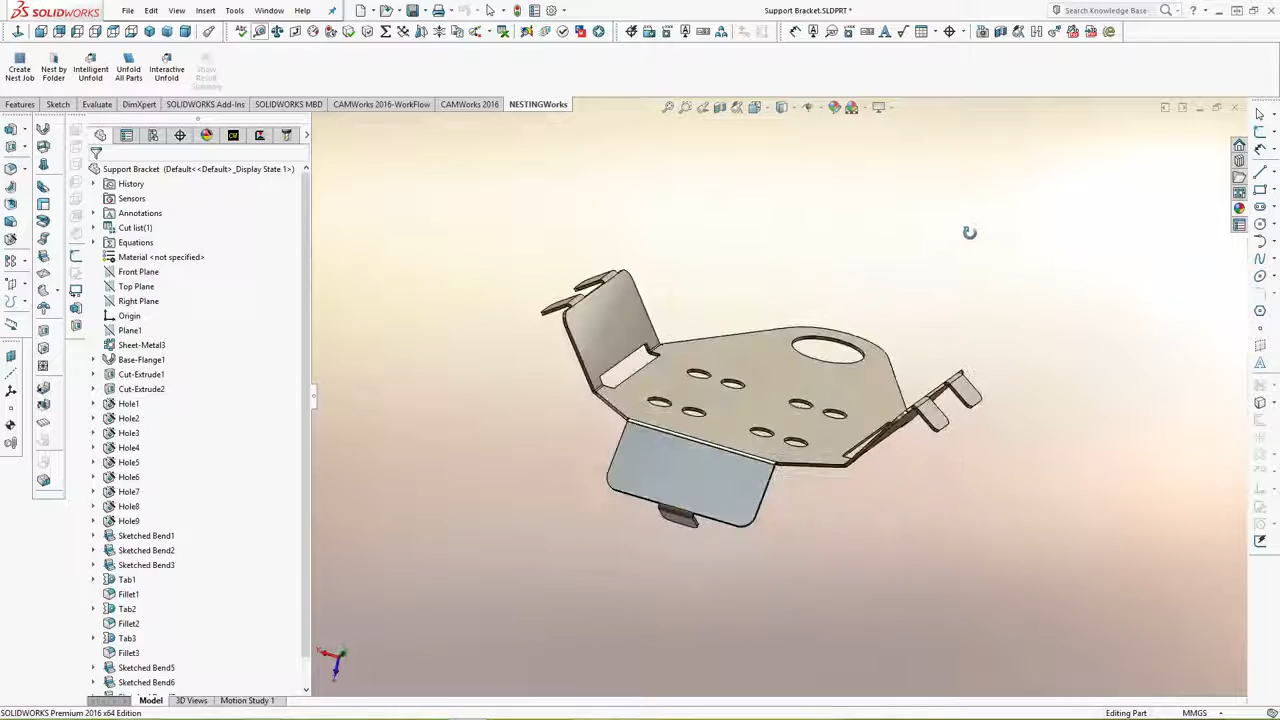 SOLIDWORKS File Edit View Insert Tools Window Help Support Bracket.SLDPRT * Search Knowledge Base
Create Nest Job
Nest by Folder
Intelligent Unfold
Unfold All Parts
Interactive Unfold
Show Result Summary
Features Sketch Evaluate DimXpert SOLIDWORKS Add-Ins SOLIDWORKS MBD CAMWorks 2016-WorkFlow CAMWorks 2016 NESTINGWorks
Support Bracket (Default<<Default>_Display State 1>)
History
Sensors
Annotations
Cut list(1)
Equations
Material <not specified>
Front Plane
Top Plane
Right Plane
Origin
Plane1
Sheet-Metal3
Base-Flange1
Cut-Extrude1
Cut-Extrude2
Hole1
Hole2
Hole3
Hole4
Hole5
Hole6
Hole7
Hole8
Hole9
Sketched Bend1
Sketched Bend2
Sketched Bend3
Tab1
Fillet1
Tab2
Fillet2
Tab3
Fillet3
Sketched Bend5
Sketched Bend6
Model 3D Views Motion Study 1
SOLIDWORKS Premium 2016 x64 Edition Editing Part MMGS